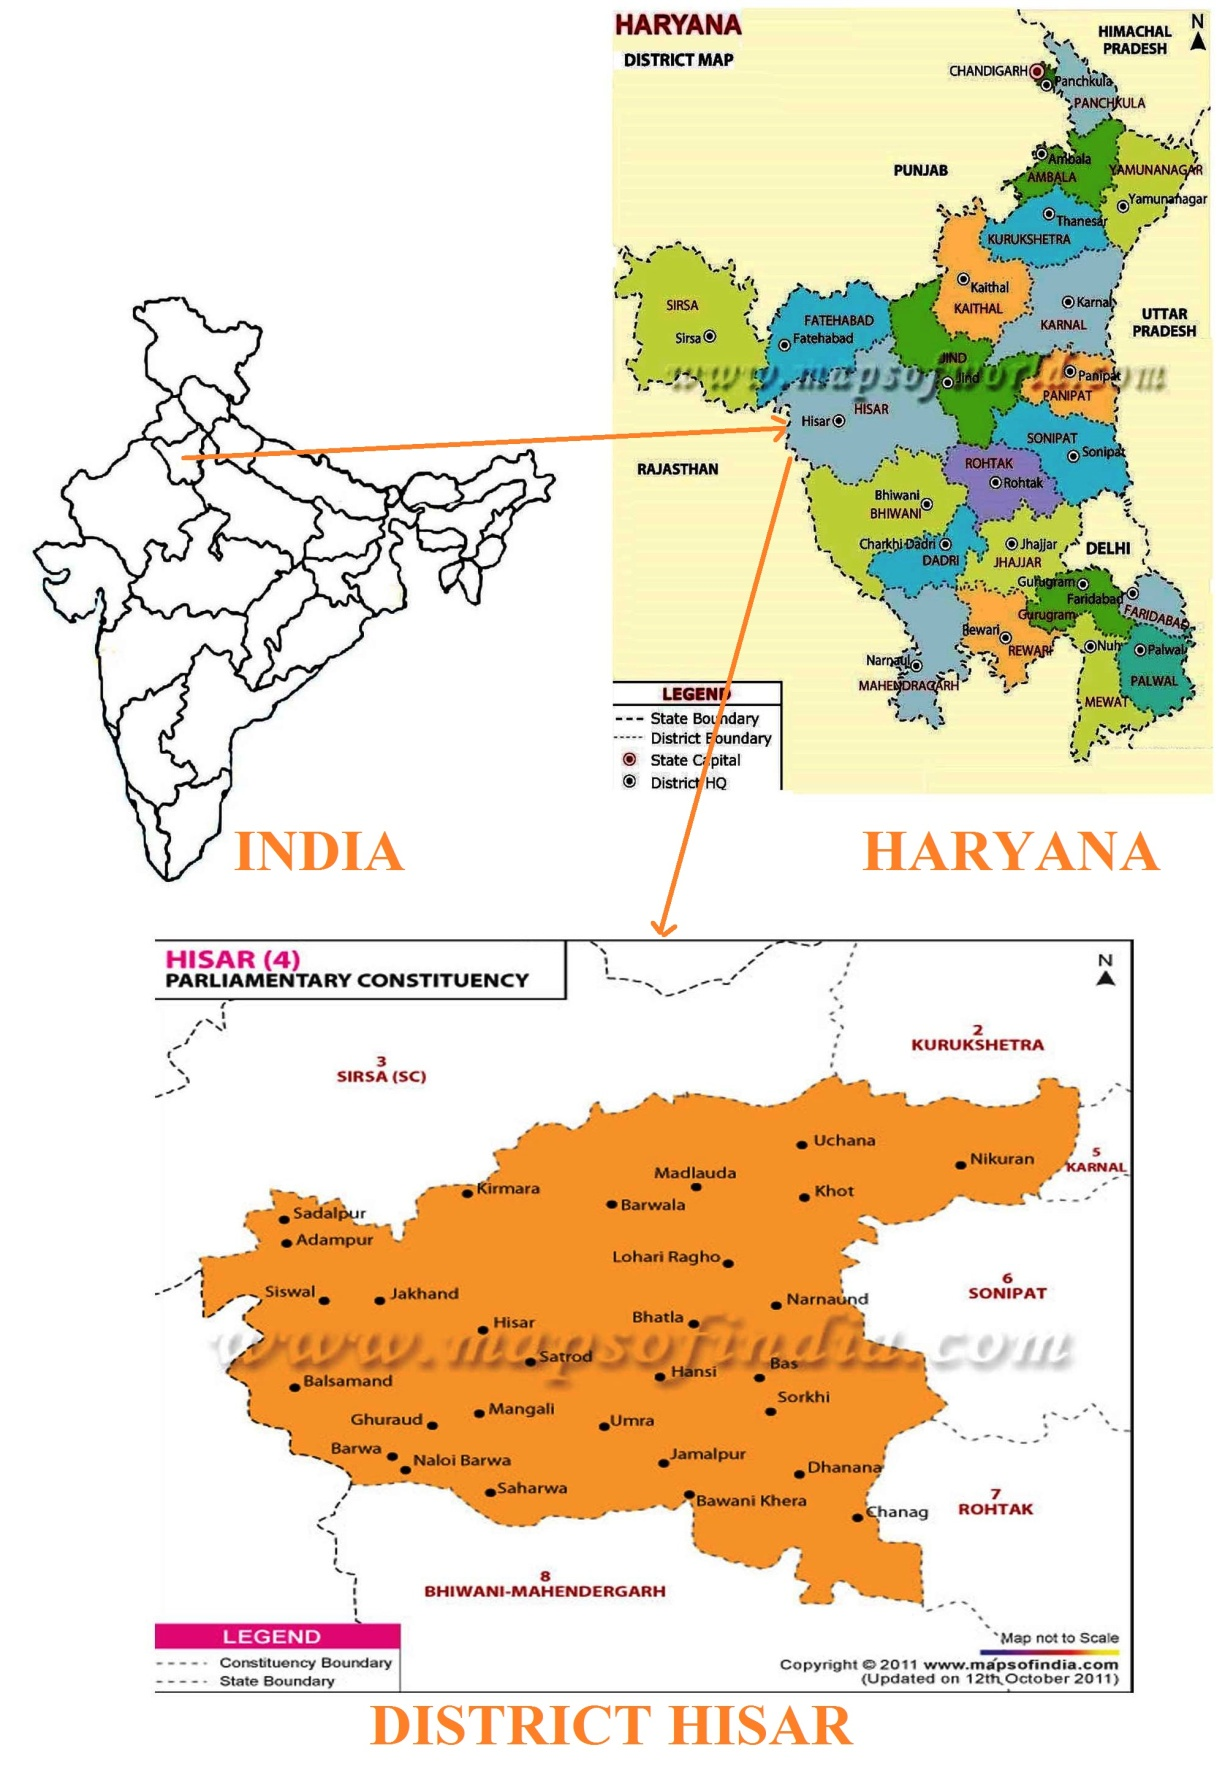 HARYANA
DISTRICT MAP
HIMACHAL
PRADESH
N
CHANDIGARH
Panchkula
PANCHKULA
Ambala
AMBALA
PUNJAB
YAMUNANAGAR
Yamunanagar
Thanesar
KURUKSHETRA
Kaithal
KAITHAL
Karnal
KARNAL
UTTAR
PRADESH
SIRSA
Sirsa
FATEHABAD
Fatehabad
JIND
Jind
www.mapsofworld.com
Panipat
PANIPAT
HISAR
Hisar
SONIPAT
Sonipat
RAJASTHAN
ROHTAK
Rohtak
Bhiwani
BHIWANI
Charkhi Dadri
DADRI
Jhajjar
JHAJJAR
DELHI
Gurugram
Gurugram
Faridabad
FARIDABAD
Rewari
REWARI
Nuh
Palwal
PALWAL
MEWAT
Narnaul
MAHENDRAGARH
LEGEND
State Boundary
District Boundary
State Capital
District HQ
INDIA
HARYANA
HISAR (4)
PARLIAMENTARY CONSTITUENCY
N
2
KURUKSHETRA
3
SIRSA (SC)
5
KARNAL
Uchana
Nikuran
Madlauda
Khot
Kirmara
Barwala
Sadalpur
Adampur
Lohari Ragho
6
SONIPAT
Siswal
Jakhand
Narnaund
Hisar
Bhatla
www.mapsofindia.com
Satrod
Hansi
Bas
Balsamand
Sorkhi
Ghuraud
Mangali
Umra
Barwa
Naloi Barwa
Jamalpur
Dhanana
Saharwa
Bawani Khera
Chanag
7
ROHTAK
8
BHIWANI-MAHENDERGARH
LEGEND
Constituency Boundary
State Boundary
Map not to Scale
Copyright © 2011 www.mapsofindia.com
(Updated on 12th October 2011)
DISTRICT HISAR